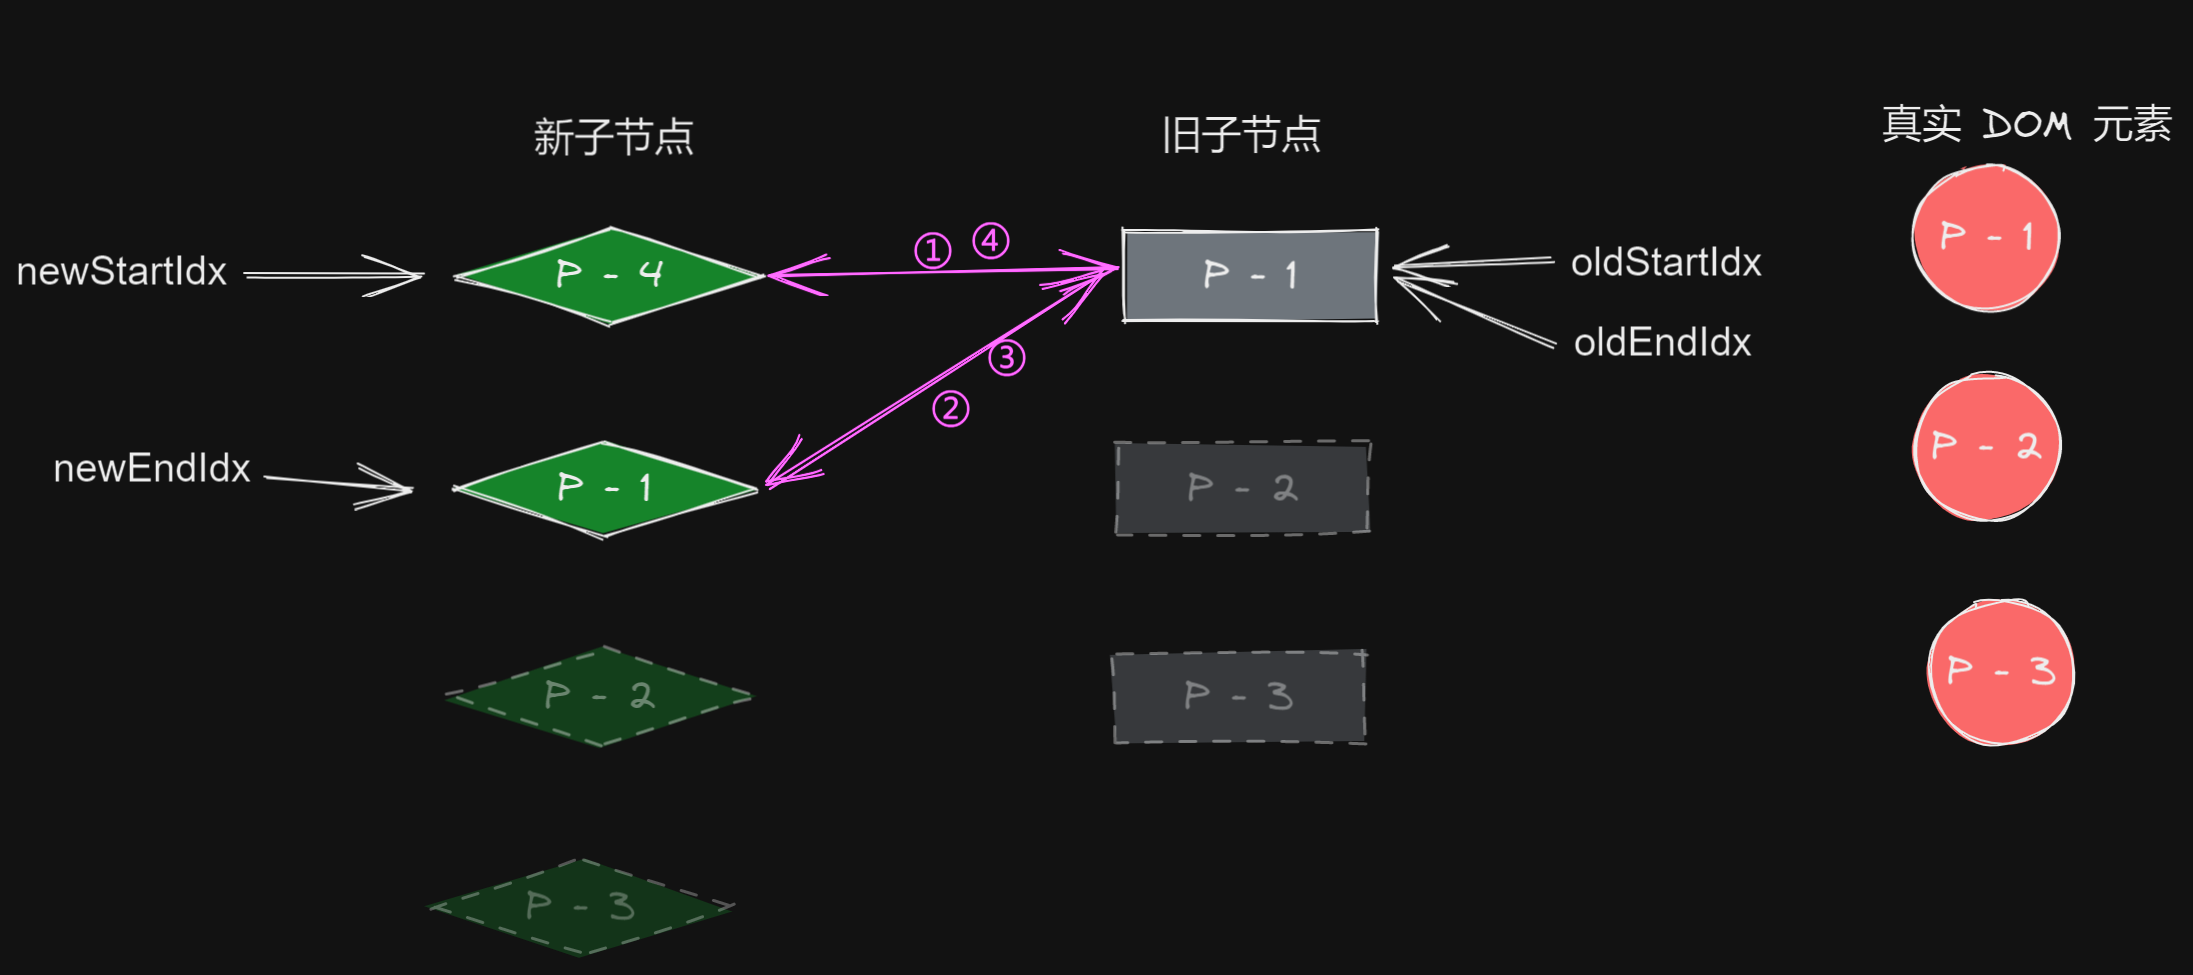 新子节点
旧子节点
真实 DOM 元素
newStartIdx
P - 4
① ④
P - 1
oldStartIdx
oldEndIdx
P - 1
newEndIdx
P - 1
③
②
P - 2
P - 2
P - 2
P - 3
P - 3
P - 3